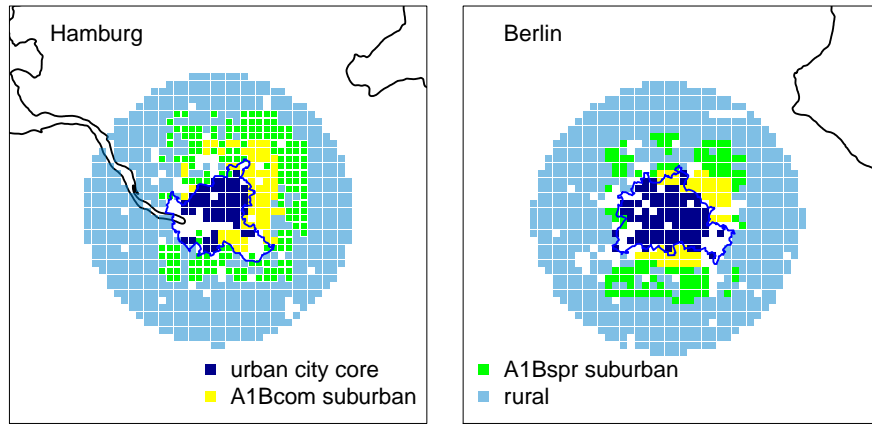 Hamburg
urban city core
A1Bcom suburban
Berlin
A1Bspr suburban
rural